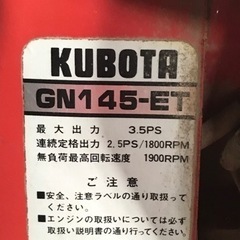 KUBOTA
GN145-ET
最大出力 3.5PS
連続定格出力 2.5PS/1800RPM
無負荷最高回転速度 1900RPM
ご注意
■安全、注意ラベルの通り取扱って
ください。
■エンジンの取扱いについては必ず
取扱い説明書の通り行ってください。